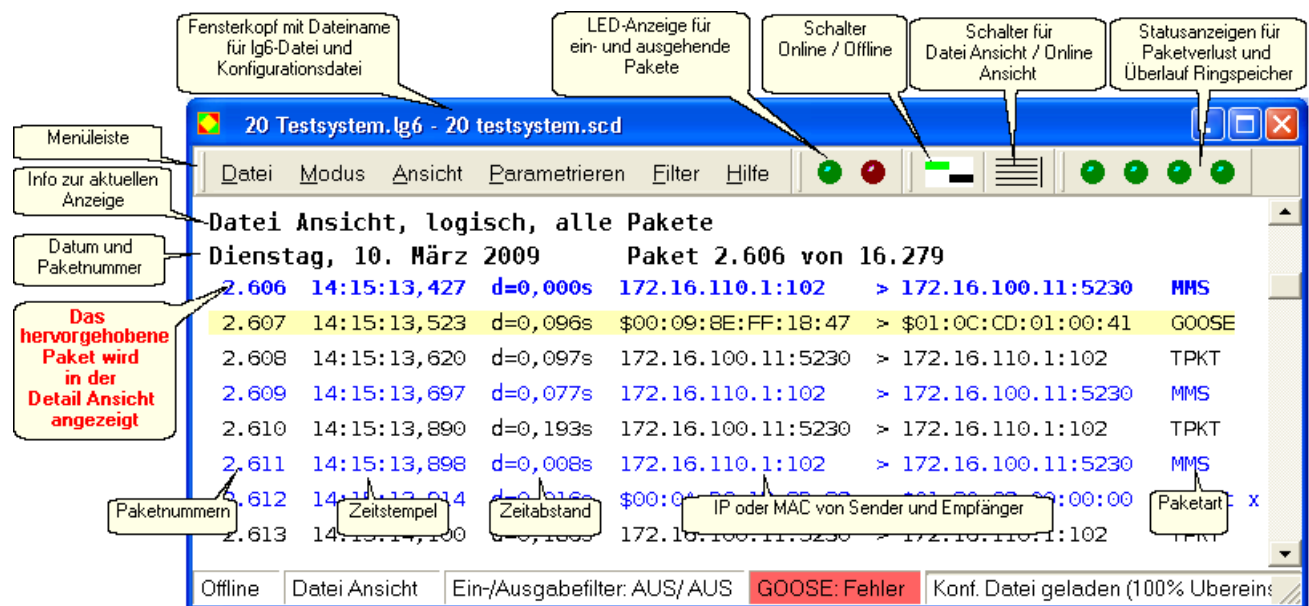 Fensterkopf mit Dateiname
für lg6-Datei und
Konfigurationsdatei
LED-Anzeige für
ein- und ausgehende
Pakete
Schalter
Online / Offline
Schalter für
Datei Ansicht / Online
Ansicht
Statusanzeigen für
Paketverlust und
Überlauf Ringspeicher
20 Testsystem.lg6 - 20 testsystem.scd
Menüleiste
Datei Modus Ansicht Parametrieren Filter Hilfe
Info zur aktuellen
Anzeige
Datei Ansicht, logisch, alle Pakete
Datum und
Paketnummer
Dienstag, 10. März 2009 Paket 2.606 von 16.279
2.606 14:15:13,427 d=0,000s 172.16.110.1:102 > 172.16.100.11:5230 MMS
Das
hervorgehobene
Paket wird
in der
Detail Ansicht
angezeigt
2.607 14:15:13,523 d=0,096s $00:09:8E:FF:18:47 > $01:0C:CD:01:00:41 GOOSE
2.608 14:15:13,620 d=0,097s 172.16.100.11:5230 > 172.16.110.1:102 TPKT
2.609 14:15:13,697 d=0,077s 172.16.110.1:102 > 172.16.100.11:5230 MMS
2.610 14:15:13,890 d=0,193s 172.16.100.11:5230 > 172.16.110.1:102 TPKT
2.611 14:15:13,898 d=0,008s 172.16.110.1:102 > 172.16.100.11:5230 MMS
2.612 :00:00 x
Paketnummern
Zeitstempel
Zeitabstand
IP oder MAC von Sender und Empfänger
Paketart
2.613
Offline Datei Ansicht Ein-/Ausgabefilter: AUS/ AUS GOOSE: Fehler Konf. Datei geladen (100% Übereins